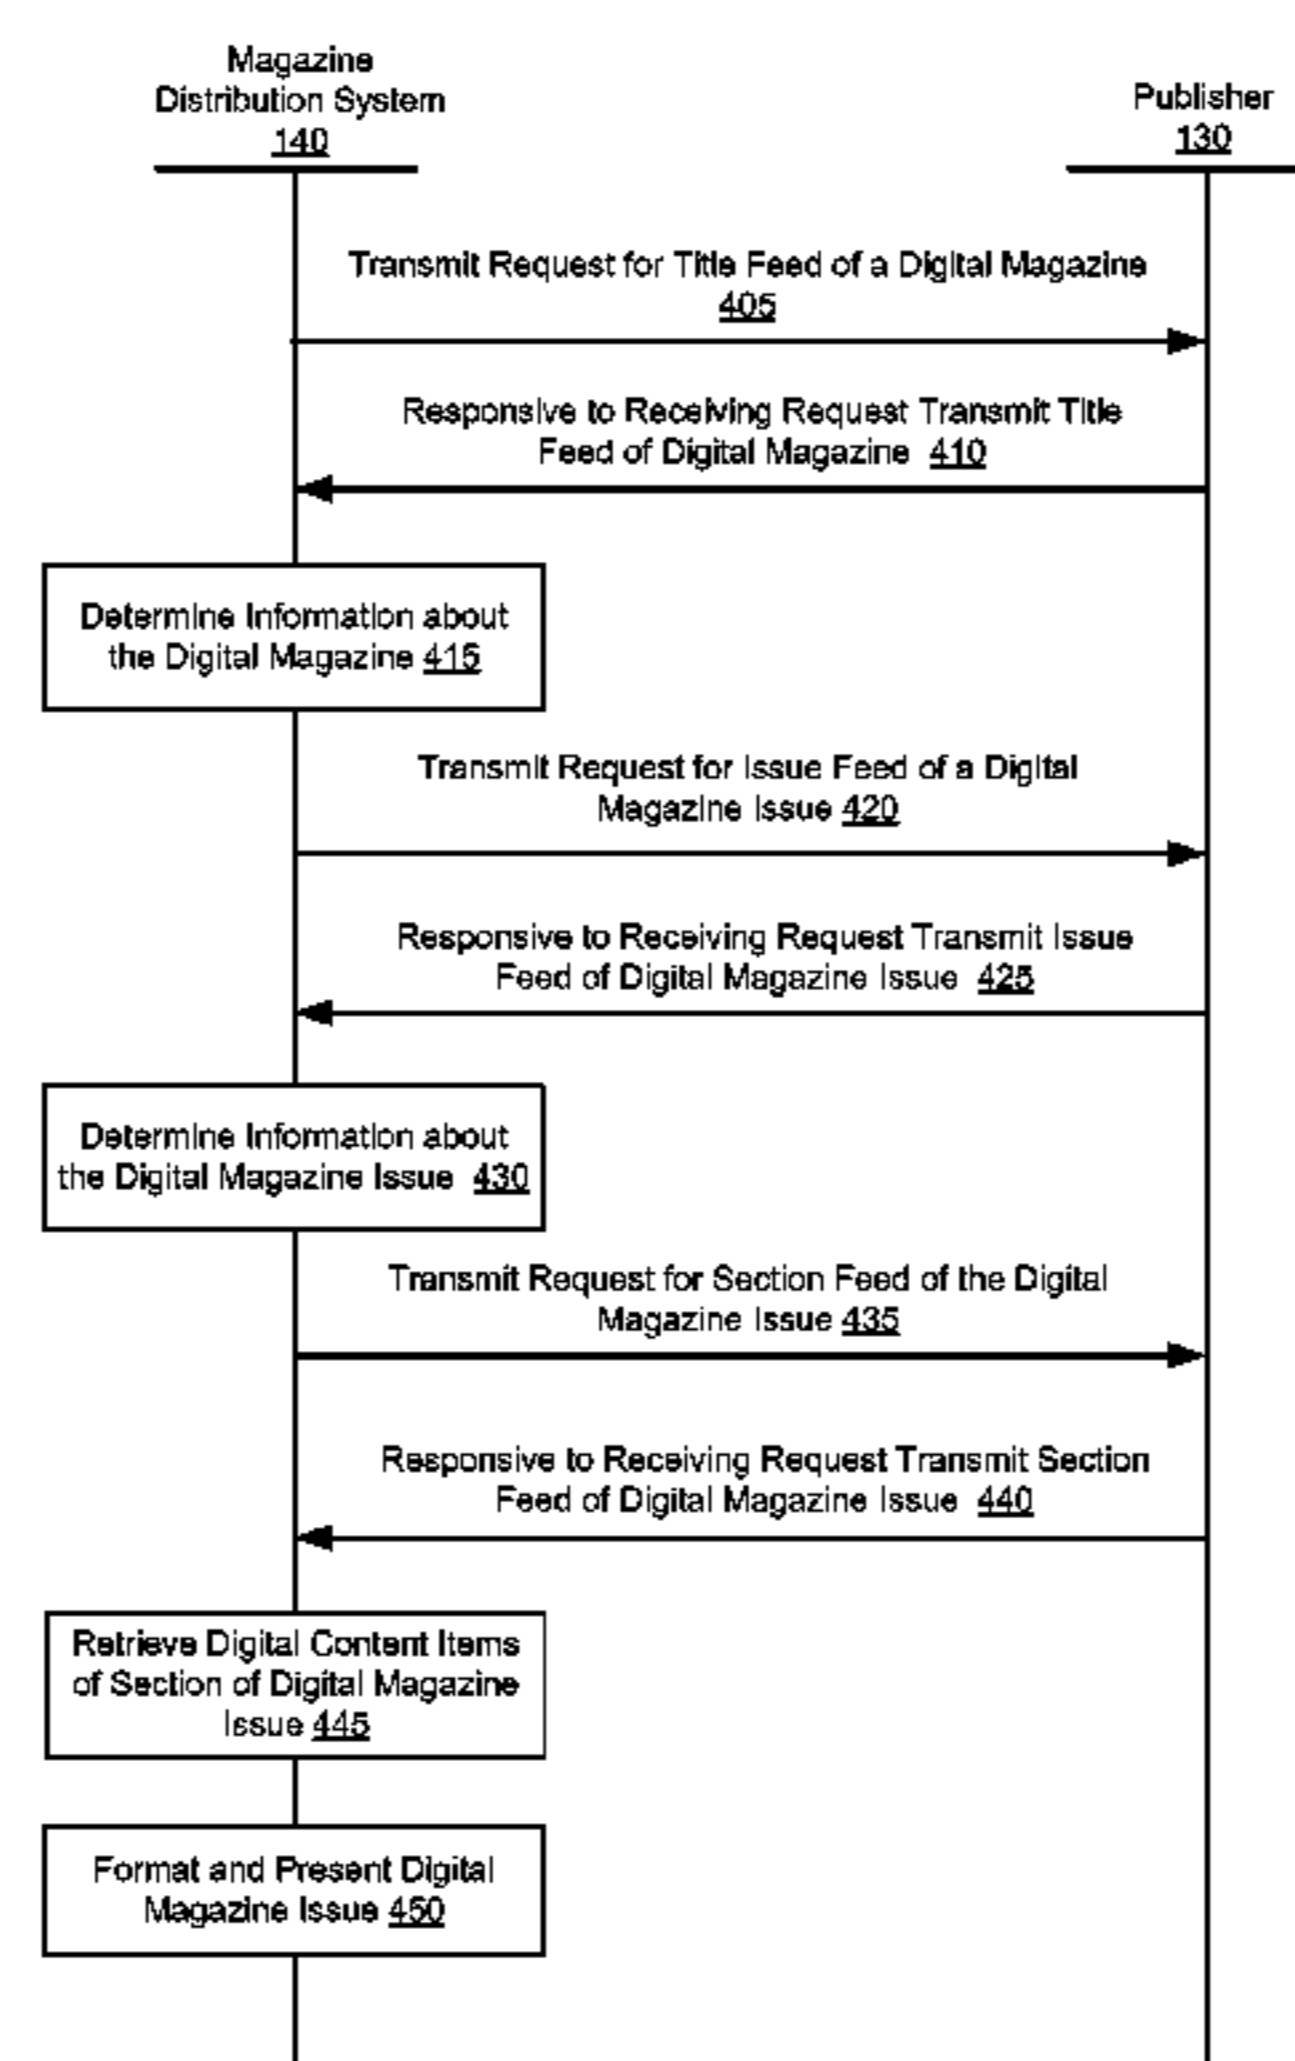 Magazine
Distribution System
140
Publisher
130
Transmit Request for Title Feed of a Digital Magazine
405
Responsive to Receiving Request Transmit Title
Feed of Digital Magazine 410
Determine Information about
the Digital Magazine 415
Transmit Request for Issue Feed of a Digital
Magazine Issue 420
Responsive to Receiving Request Transmit Issue
Feed of Digital Magazine Issue 425
Determine Information about
the Digital Magazine Issue 430
Transmit Request for Section Feed of the Digital
Magazine Issue 435
Responsive to Receiving Request Transmit Section
Feed of Digital Magazine Issue 440
Retrieve Digital Content Items
of Section of Digital Magazine
Issue 445
Format and Present Digital
Magazine Issue 450